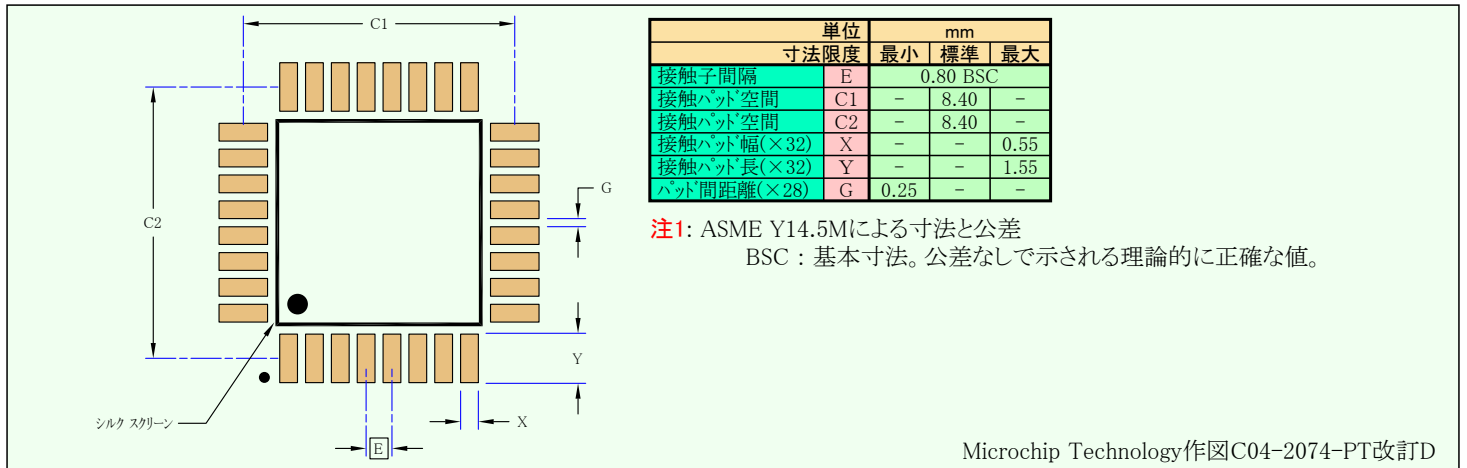 C1
C2
G
Y
X
E
シルク スクリーン
単位 mm
寸法限度 最小 標準 最大
接触子間隔 E 0.80 BSC
接触パッド空間 C1 - 8.40 -
接触パッド空間 C2 - 8.40 -
接触パッド幅(×32) X - - 0.55
接触パッド長(×32) Y - - 1.55
パッド間距離(×28) G 0.25 - -
注1: ASME Y14.5Mによる寸法と公差
BSC : 基本寸法。公差なしで示される理論的に正確な値。
Microchip Technology作図C04-2074-PT改訂D